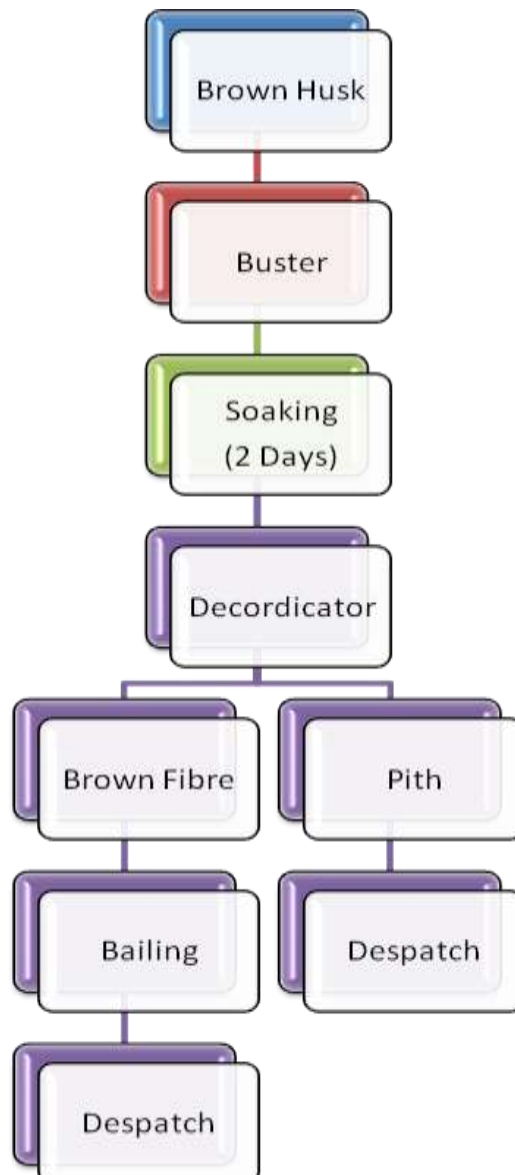 Brown Husk
Buster
Soaking
(2 Days)
Decordicator
Brown Fibre
Pith
Bailing
Despatch
Despatch